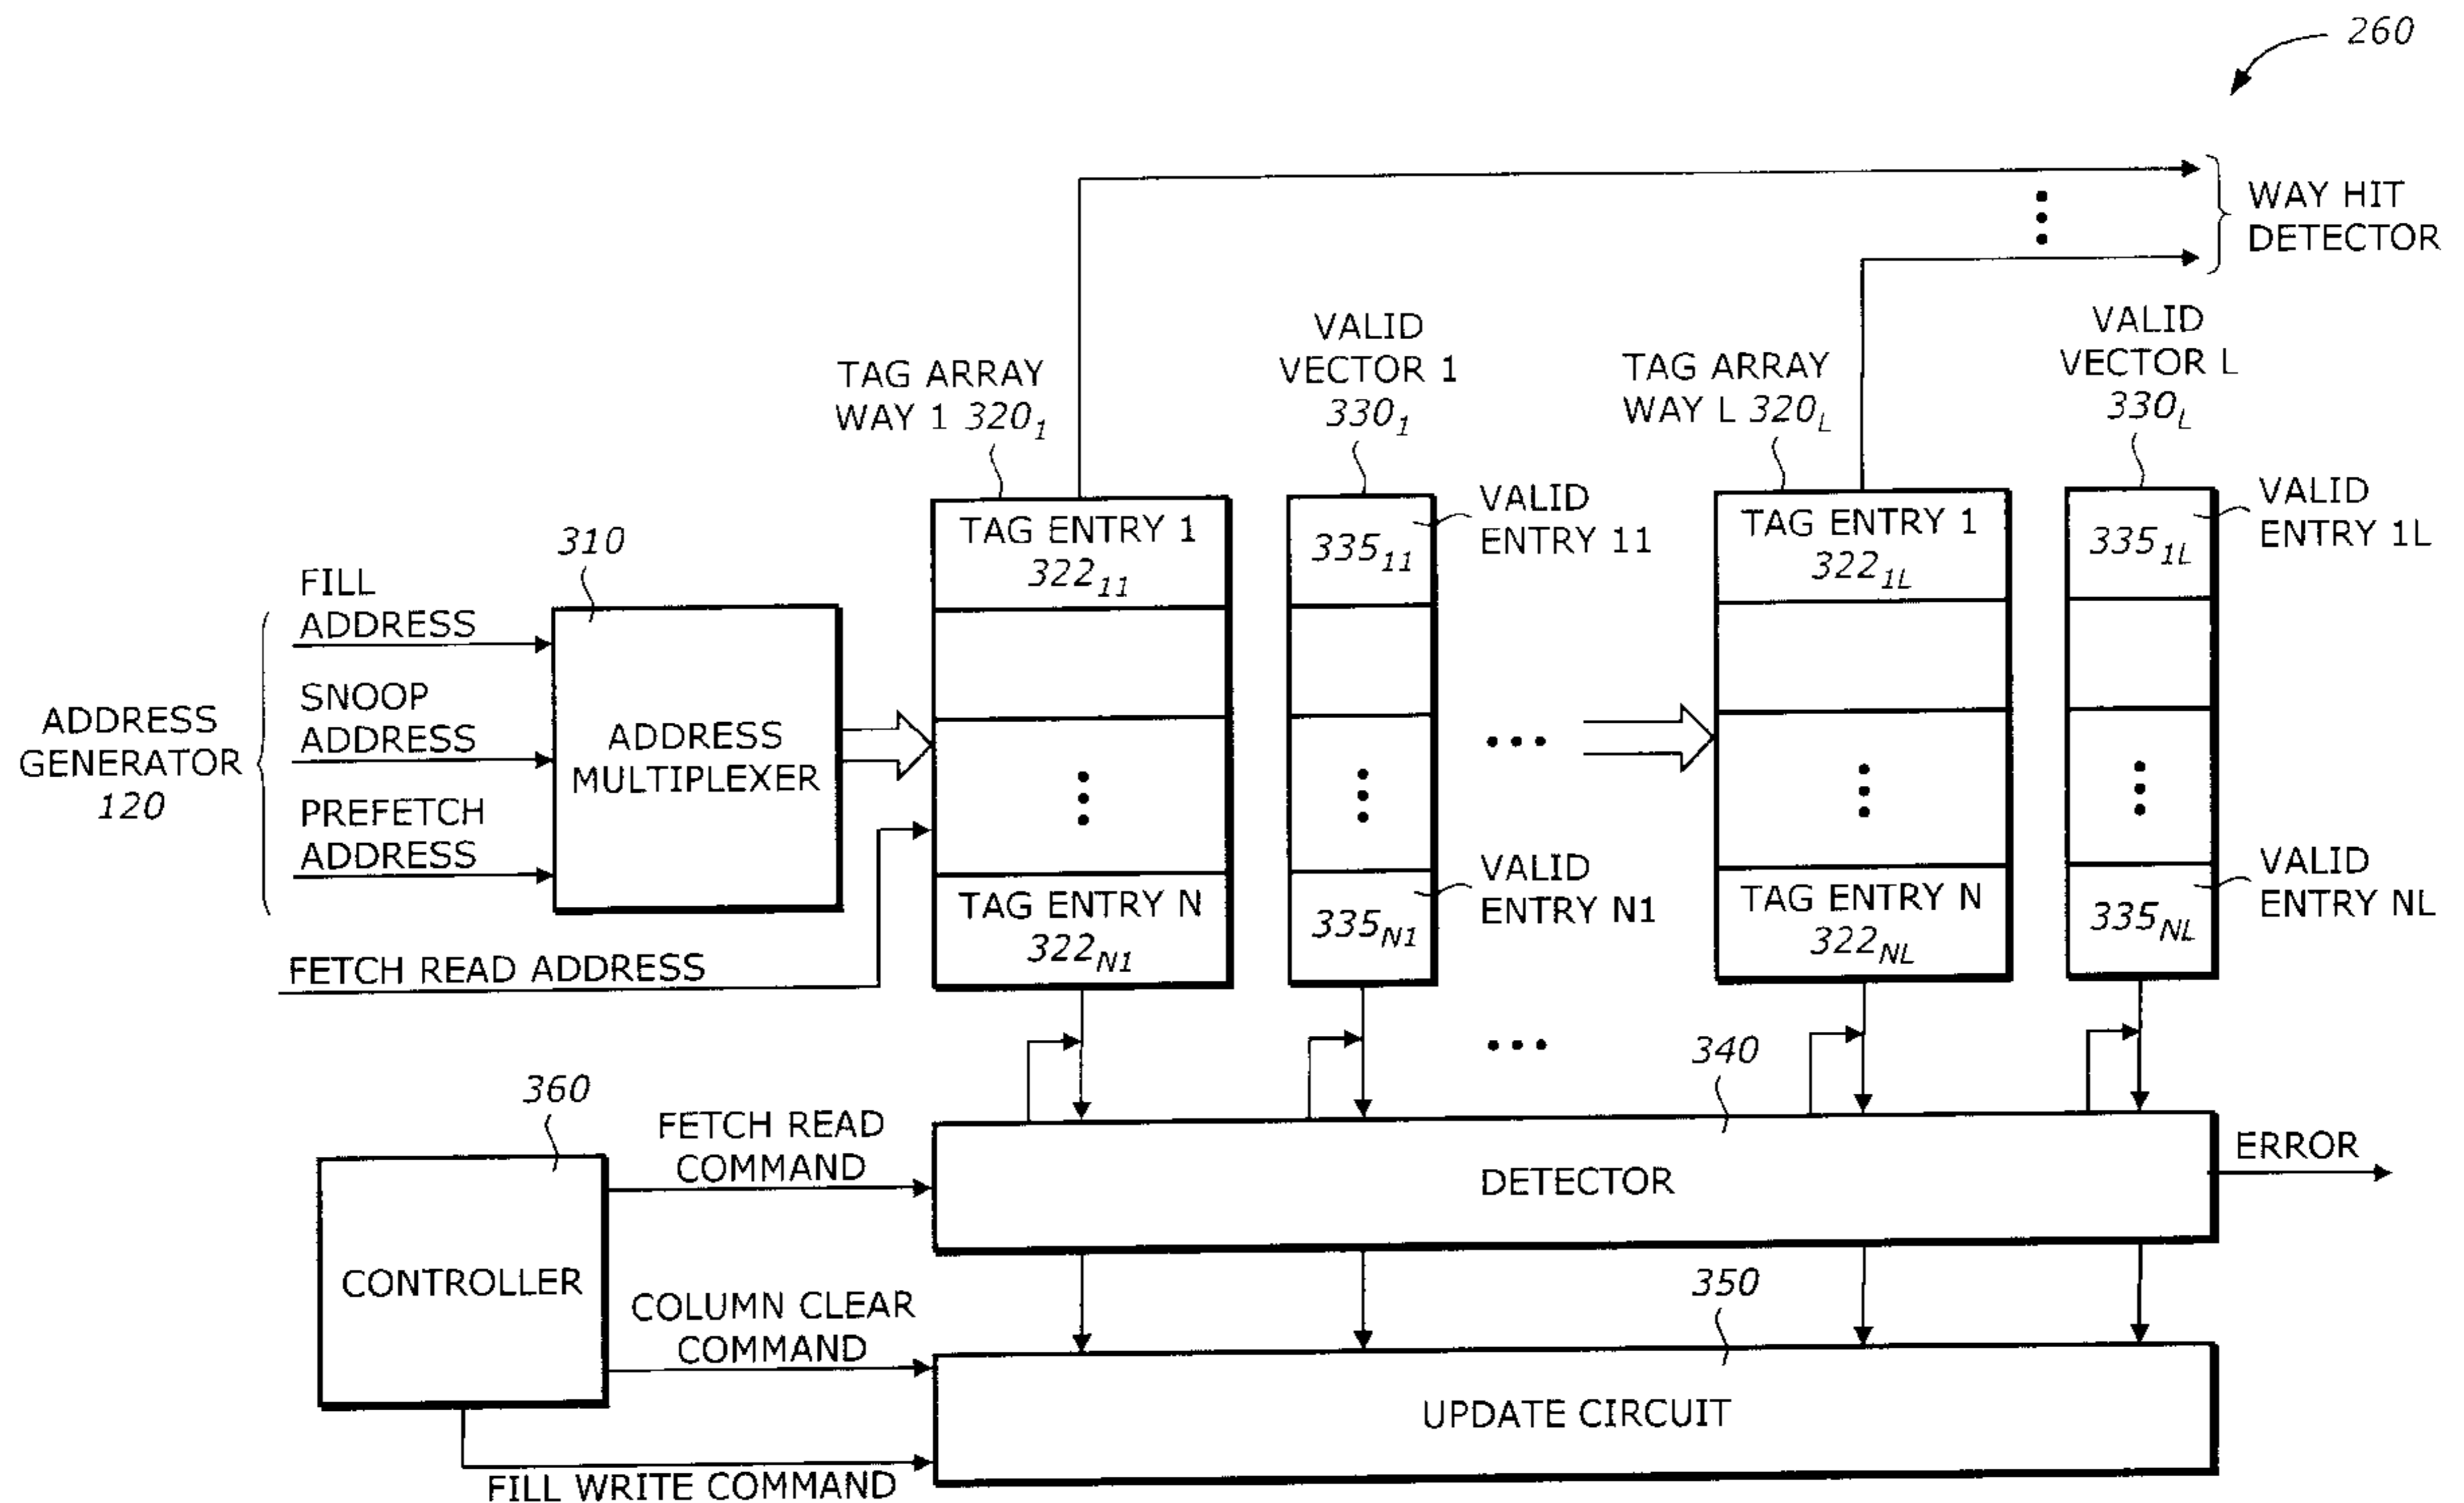 260
WAY HIT
DETECTOR
VALID
VECTOR 1
330₁
VALID
VECTOR L
330L
TAG ARRAY
WAY 1 320₁
TAG ARRAY
WAY L 320L
310
TAG ENTRY 1
322₁₁
335₁₁
VALID
ENTRY 11
TAG ENTRY 1
322₁L
335₁L
VALID
ENTRY 1L
FILL
ADDRESS
SNOOP
ADDRESS
PREFETCH
ADDRESS
ADDRESS
GENERATOR
120
ADDRESS
MULTIPLEXER
...
TAG ENTRY N
322N1
335N1
VALID
ENTRY N1
TAG ENTRY N
322NL
335NL
VALID
ENTRY NL
FETCH READ ADDRESS
...
340
360
FETCH READ
COMMAND
DETECTOR
ERROR
CONTROLLER
COLUMN CLEAR
COMMAND
350
UPDATE CIRCUIT
FILL WRITE COMMAND